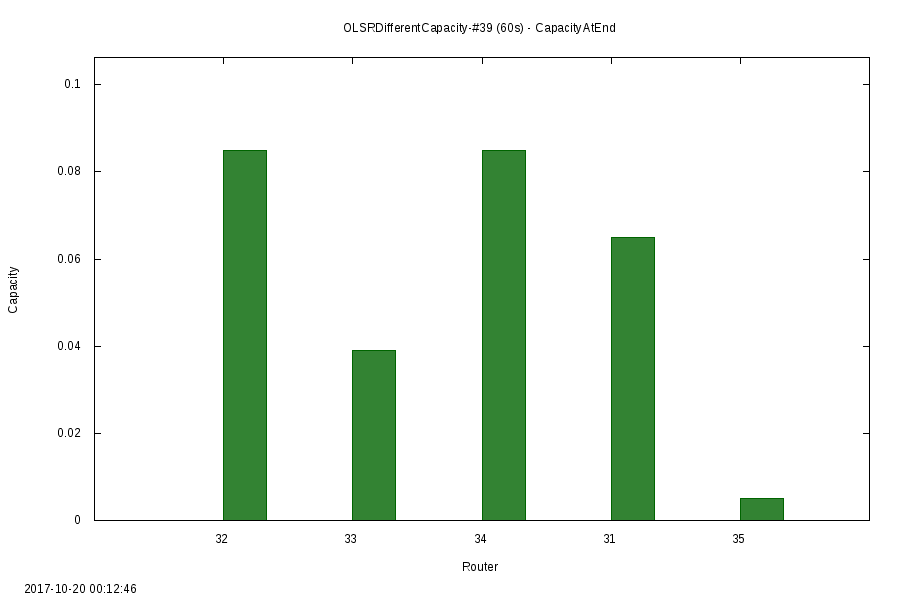 OLSRDifferentCapacity-#39 (60s) - CapacityAtEnd
0.1
0.08
0.06
0.04
0.02
0
Capacity
32 33 34 31 35
Router
2017-10-20 00:12:46